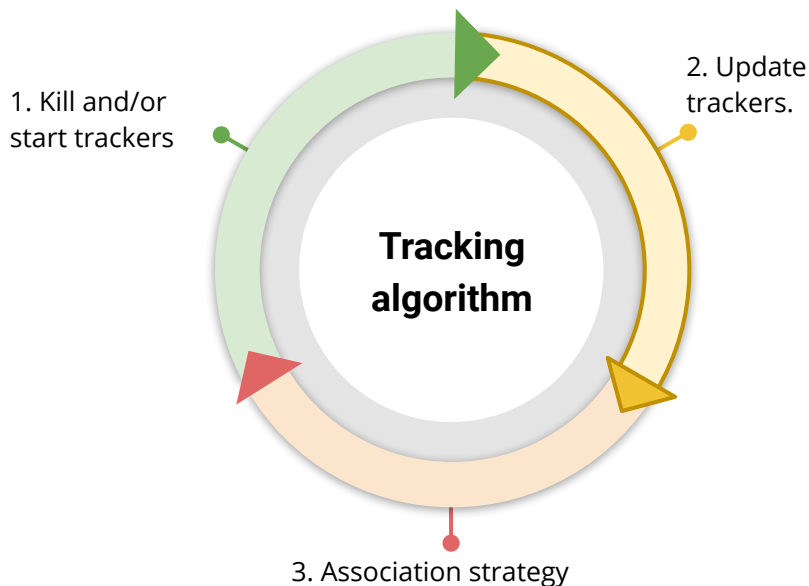 1. Kill and/or
start trackers
2. Update
trackers.
Tracking
algorithm
3. Association strategy